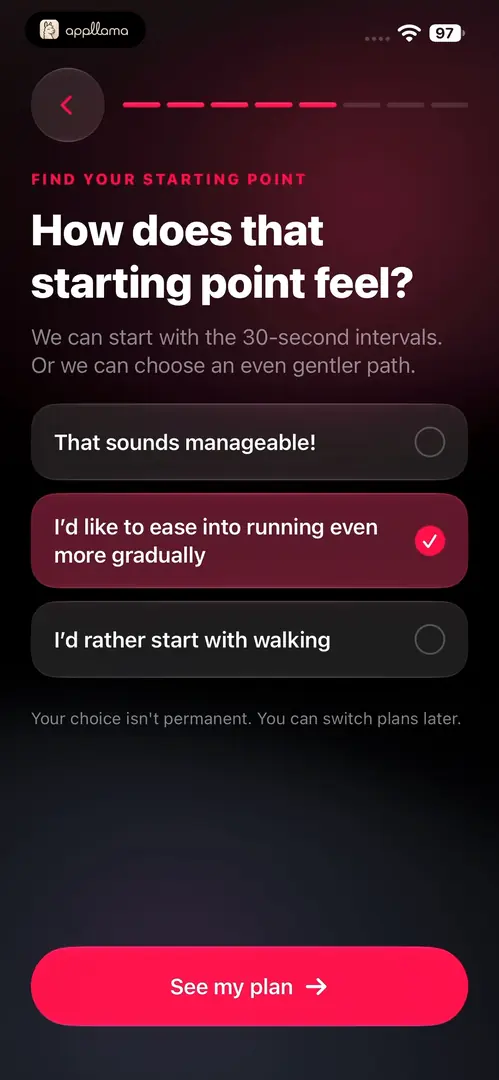 appllama
97
FIND YOUR STARTING POINT
How does that
starting point feel?
We can start with the 30-second intervals.
Or we can choose an even gentler path.
That sounds manageable!
I’d like to ease into running even
more gradually
I’d rather start with walking
Your choice isn't permanent. You can switch plans later.
See my plan →